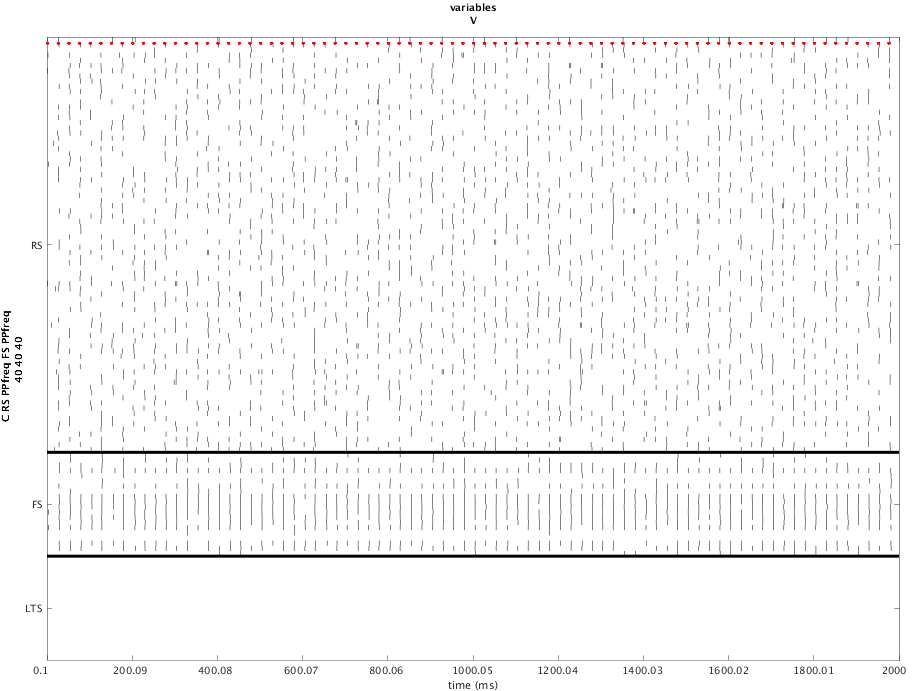 variables
V
RS
FS
LTS
C RS PPfreq FS PPfreq
40 40 40
0.1 200.09 400.08 600.07 800.06 1000.05 1200.04 1400.03 1600.02 1800.01 2000
time (ms)